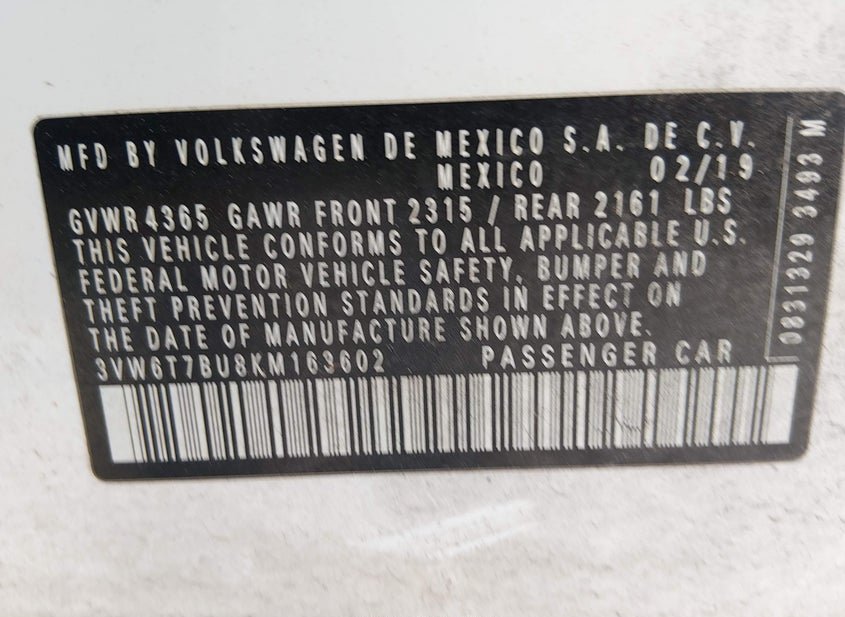 MFD BY VOLKSWAGEN DE MEXICO S.A. DE C.V.
MEXICO 02/19
GVWR 4365 GAWR FRONT 2315 / REAR 2161 LBS
THIS VEHICLE CONFORMS TO ALL APPLICABLE U.S.
FEDERAL MOTOR VEHICLE SAFETY, BUMPER AND
THEFT PREVENTION STANDARDS IN EFFECT ON
THE DATE OF MANUFACTURE SHOWN ABOVE.
3VW6T7BU8KM163602 PASSENGER CAR
0831329 3493 M